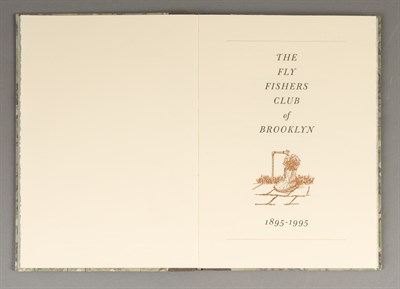 THE
FLY
FISHERS
CLUB
of
BROOKLYN
1895-1995